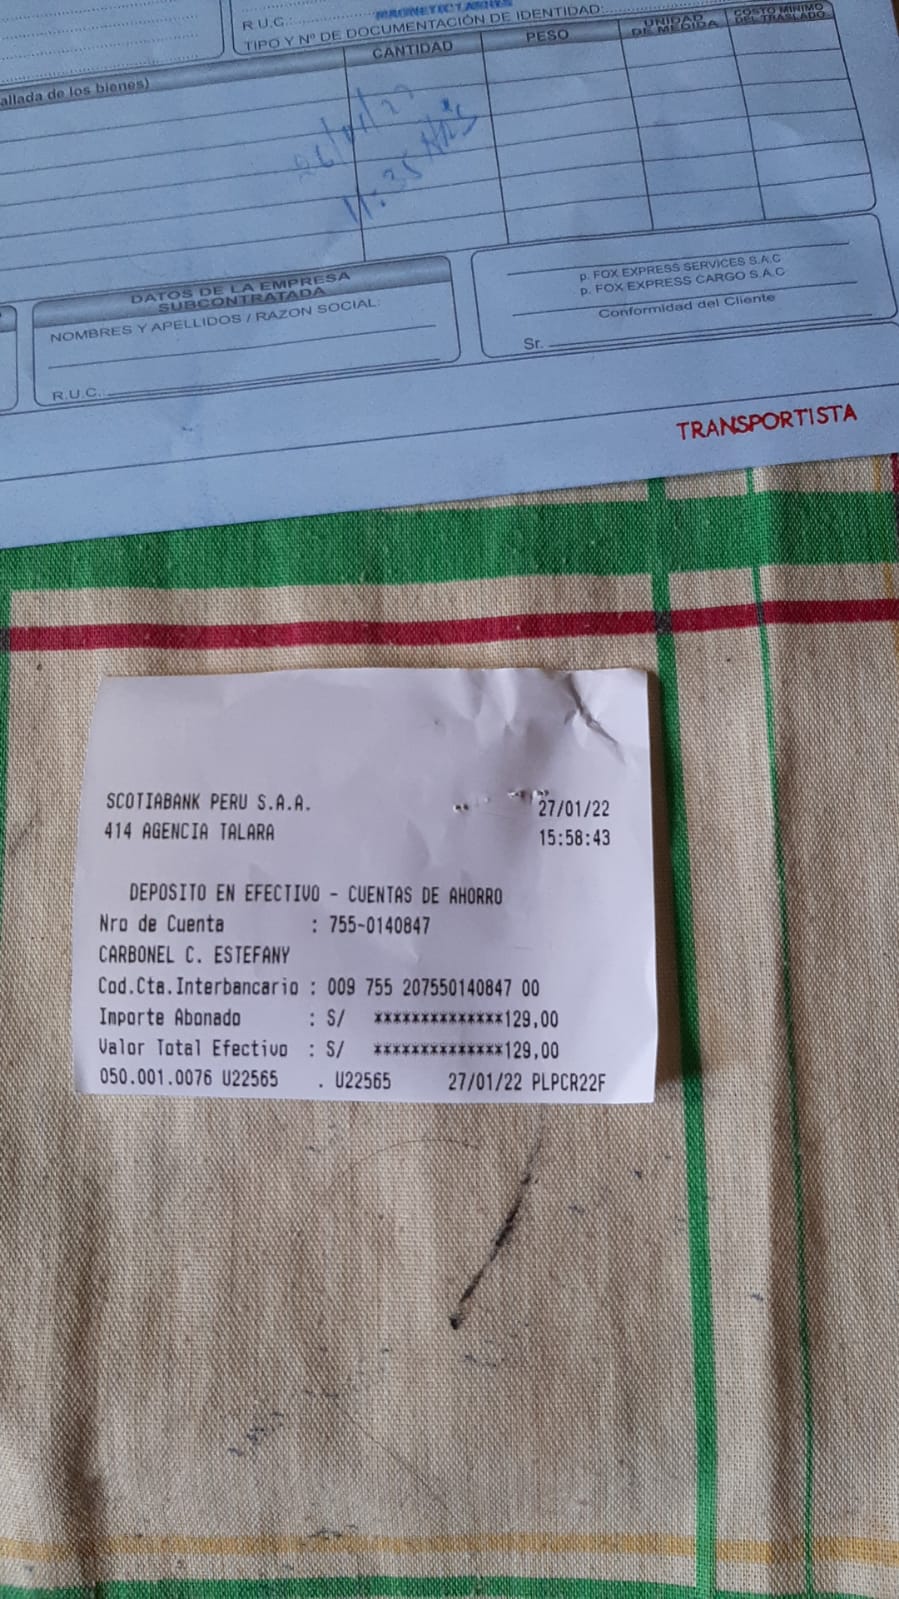 R.U.C.
TIPO Y Nº DE DOCUMENTACIÓN DE IDENTIDAD:
allada de los bienes)
CANTIDAD
PESO
UNIDAD
DE MEDIDA
COSTO MINIMO
DEL TRASLADO
11:35
DATOS DE LA EMPRESA
SUBCONTRATADA
NOMBRES Y APELLIDOS / RAZON SOCIAL:
R.U.C.
p. FOX EXPRESS SERVICES S.A.C
p. FOX EXPRESS CARGO S.A.C
Conformidad del Cliente
Sr.
TRANSPORTISTA
SCOTIABANK PERU S.A.A. 27/01/22
414 AGENCIA TALARA 15:58:43
DEPOSITO EN EFECTIVO - CUENTAS DE AHORRO
Nro de Cuenta : 755-0140847
CARBONEL C. ESTEFANY
Cod.Cta.Interbancario : 009 755 207550140847 00
Importe Abonado : S/ **************129,00
Valor Total Efectivo : S/ **************129,00
050.001.0076 U22565 . U22565 27/01/22 PLPCR22F